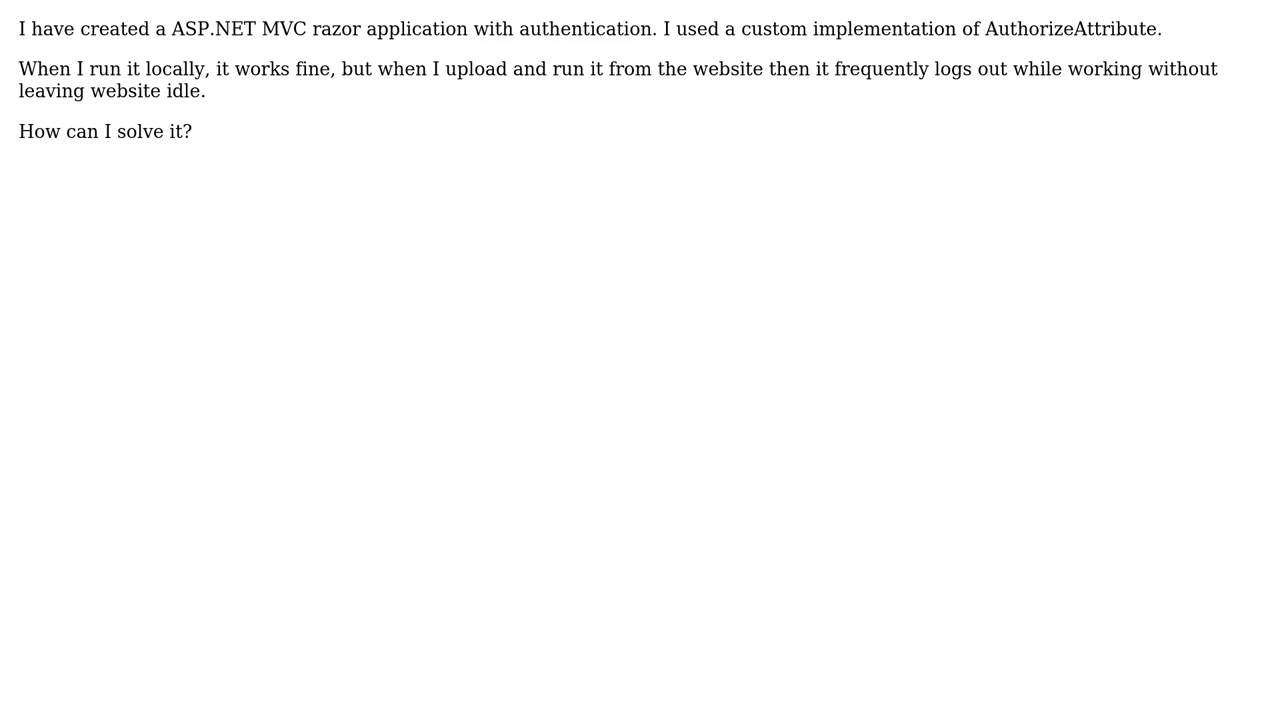 I have created a ASP.NET MVC razor application with authentication. I used a custom implementation of AuthorizeAttribute.
When I run it locally, it works fine, but when I upload and run it from the website then it frequently logs out while working without
leaving website idle.
How can I solve it?